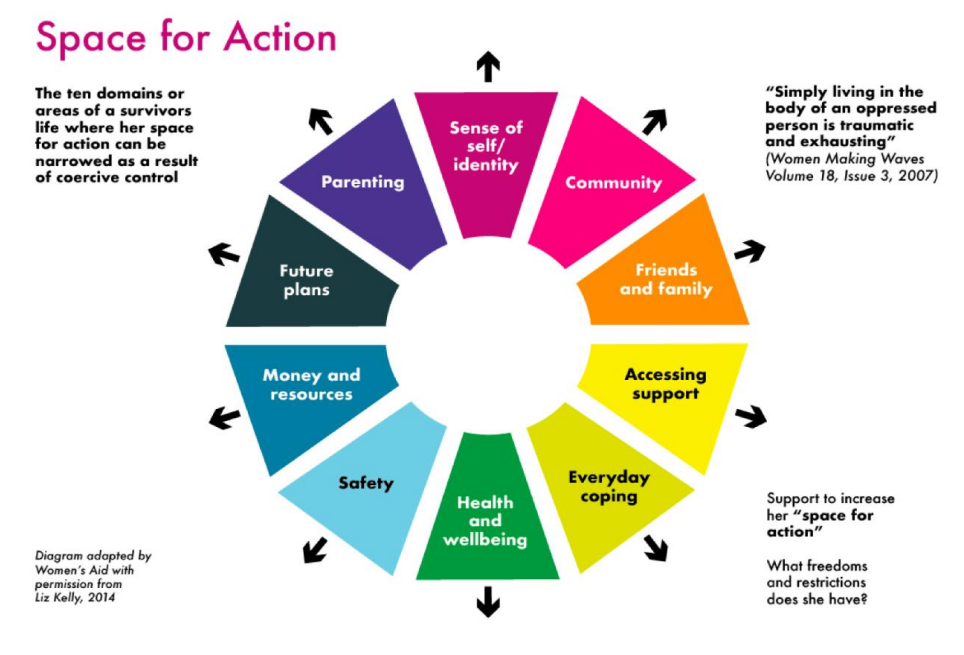 Space for Action
The ten domains or
areas of a survivors
life where her space
for action can be
narrowed as a result
of coercive control
“Simply living in the
body of an oppressed
person is traumatic
and exhausting”
(Women Making Waves
Volume 18, Issue 3, 2007)
Sense of
self/
identity
Community
Friends
and family
Accessing
support
Everyday
coping
Health
and
wellbeing
Safety
Money and
resources
Future
plans
Parenting
Support to increase
her “space for
action”
What freedoms
and restrictions
does she have?
Diagram adapted by
Women’s Aid with
permission from
Liz Kelly, 2014